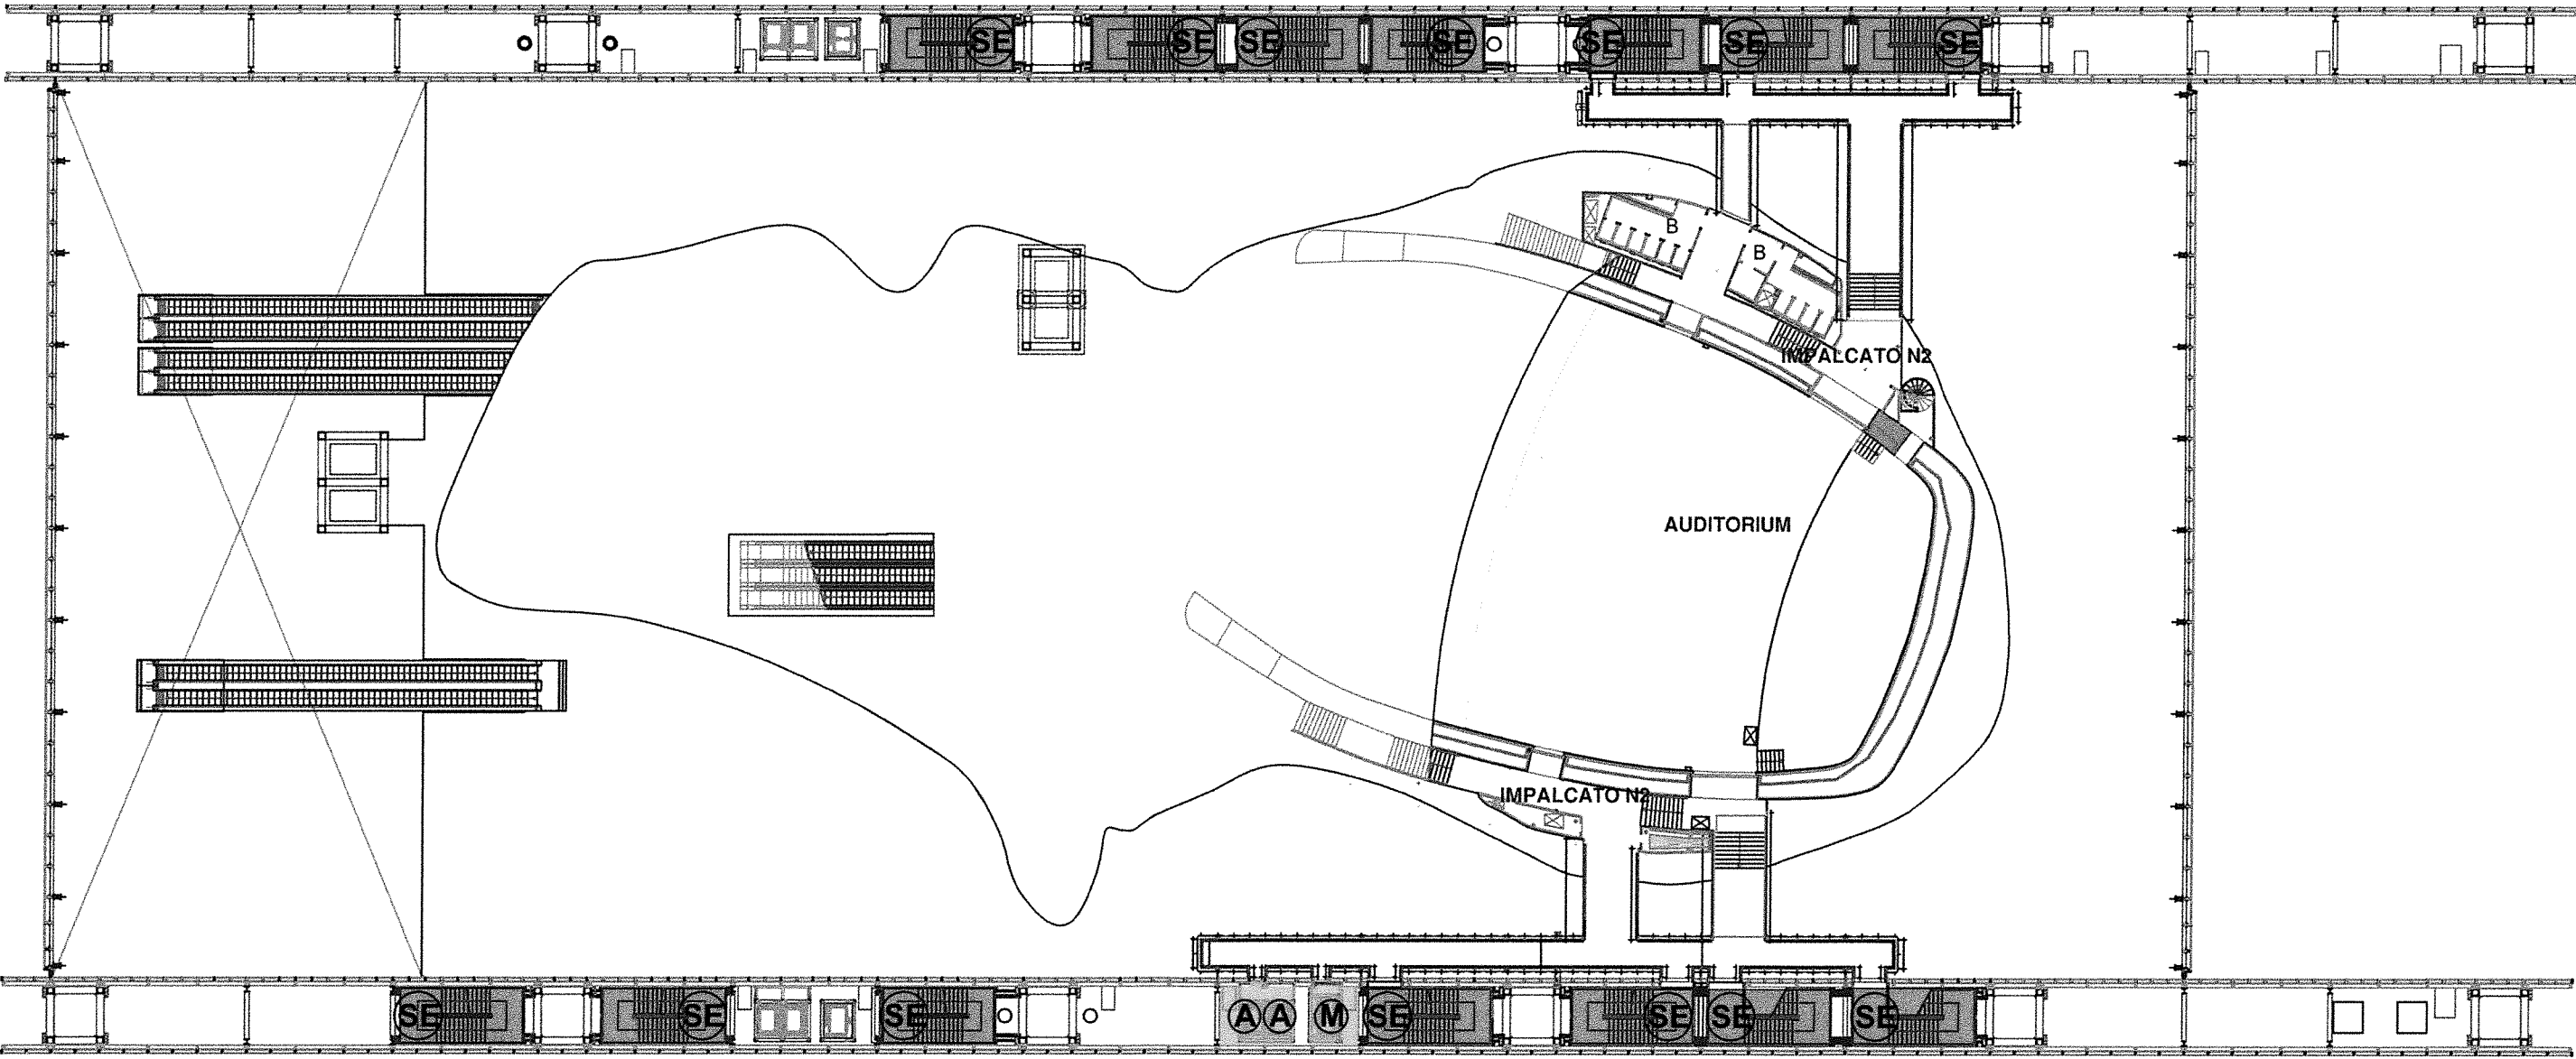 SE SE SE SE SE SE SE
B
B
IMPALCATO N2
AUDITORIUM
IMPALCATO N2
SE SE SE A A M SE SE SE SE